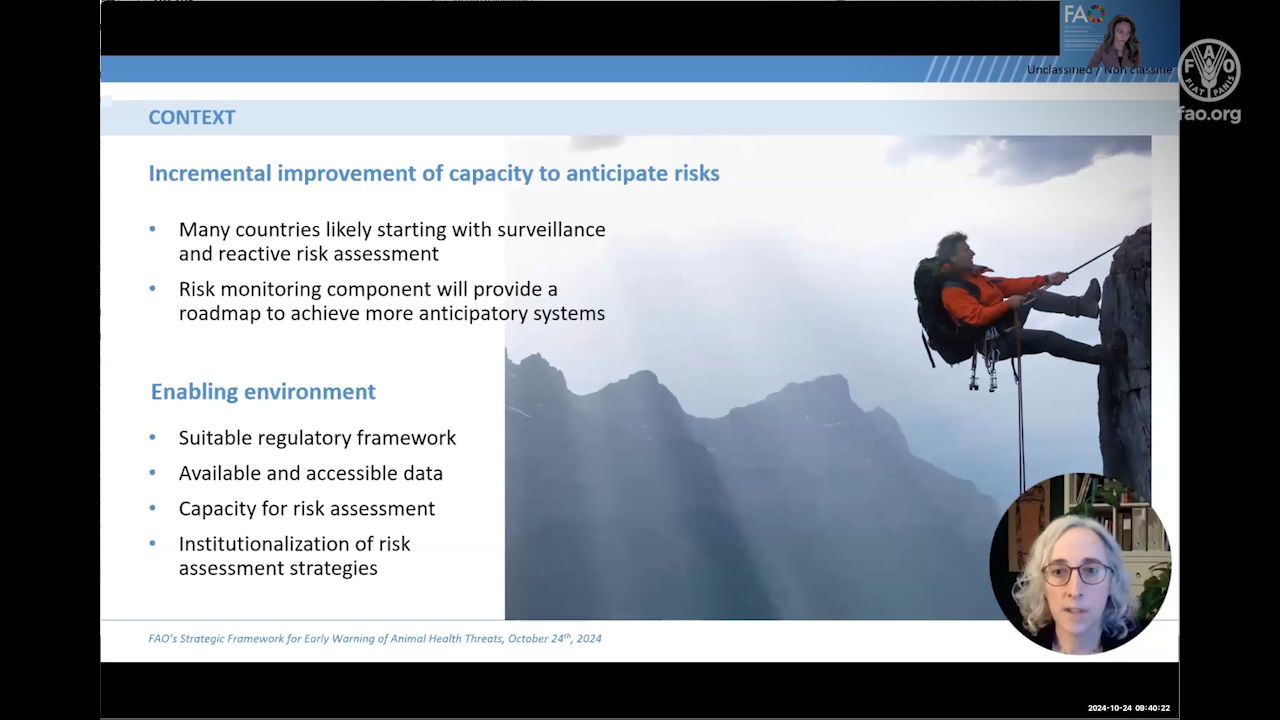 FAO
Unclassified / Non classifié
FAO
FIAT PANIS
fao.org
CONTEXT
Incremental improvement of capacity to anticipate risks
• Many countries likely starting with surveillance
and reactive risk assessment
• Risk monitoring component will provide a
roadmap to achieve more anticipatory systems
Enabling environment
• Suitable regulatory framework
• Available and accessible data
• Capacity for risk assessment
• Institutionalization of risk
assessment strategies
FAO's Strategic Framework for Early Warning of Animal Health Threats, October 24th, 2024
2024-10-24 09:40:22